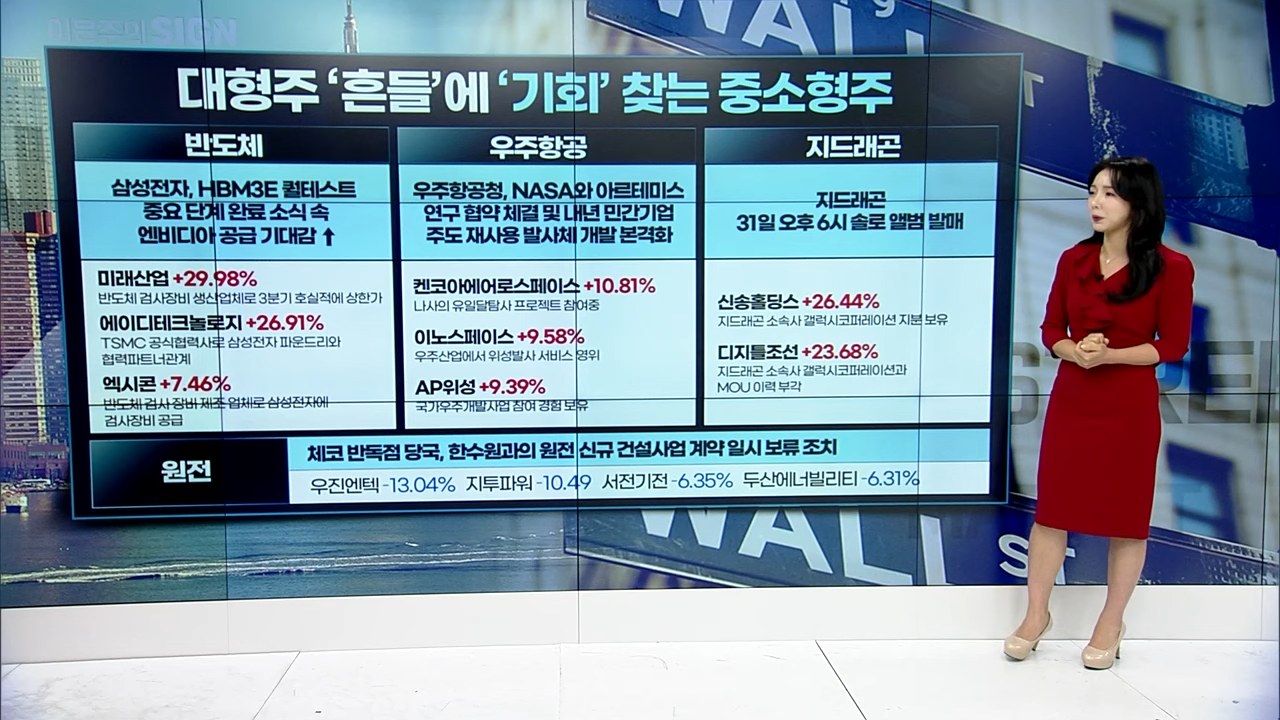 이 주의 SIGN
WALL
19
ST
대형주 ‘흔들’에 ‘기회’ 찾는 중소형주
반도체
삼성전자, HBM3E 퀄테스트
중요 단계 완료 소식 속
엔비디아 공급 기대감 ↑
미래산업 +29.98%
반도체 검사장비 생산업체로 3분기 호실적에 상한가
에이디테크놀로지 +26.91%
TSMC 공식협력사로 삼성전자 파운드리와
협력파트너관계
엑시콘 +7.46%
반도체 검사 장비 제조 업체로 삼성전자에
검사장비 공급
우주항공
우주항공청, NASA와 아르테미스
연구 협약 체결 및 내년 민간기업
주도 재사용 발사체 개발 본격화
켄코아에어로스페이스 +10.81%
나사의 유일달탐사 프로젝트 참여중
이노스페이스 +9.58%
우주산업에서 위성발사 서비스 영위
AP위성 +9.39%
국가우주개발사업 참여 경험 보유
지드래곤
지드래곤
31일 오후 6시 솔로 앨범 발매
신송홀딩스 +26.44%
지드래곤 소속사 갤럭시코퍼레이션 지분 보유
디지틀조선 +23.68%
지드래곤 소속사 갤럭시코퍼레이션과
MOU 이력 부각
원전
체코 반독점 당국, 한수원과의 원전 신규 건설사업 계약 일시 보류 조치
우진엔텍 -13.04% 지투파워 -10.49 서전기전 -6.35% 두산에너빌리티 -6.31%
WALL ST